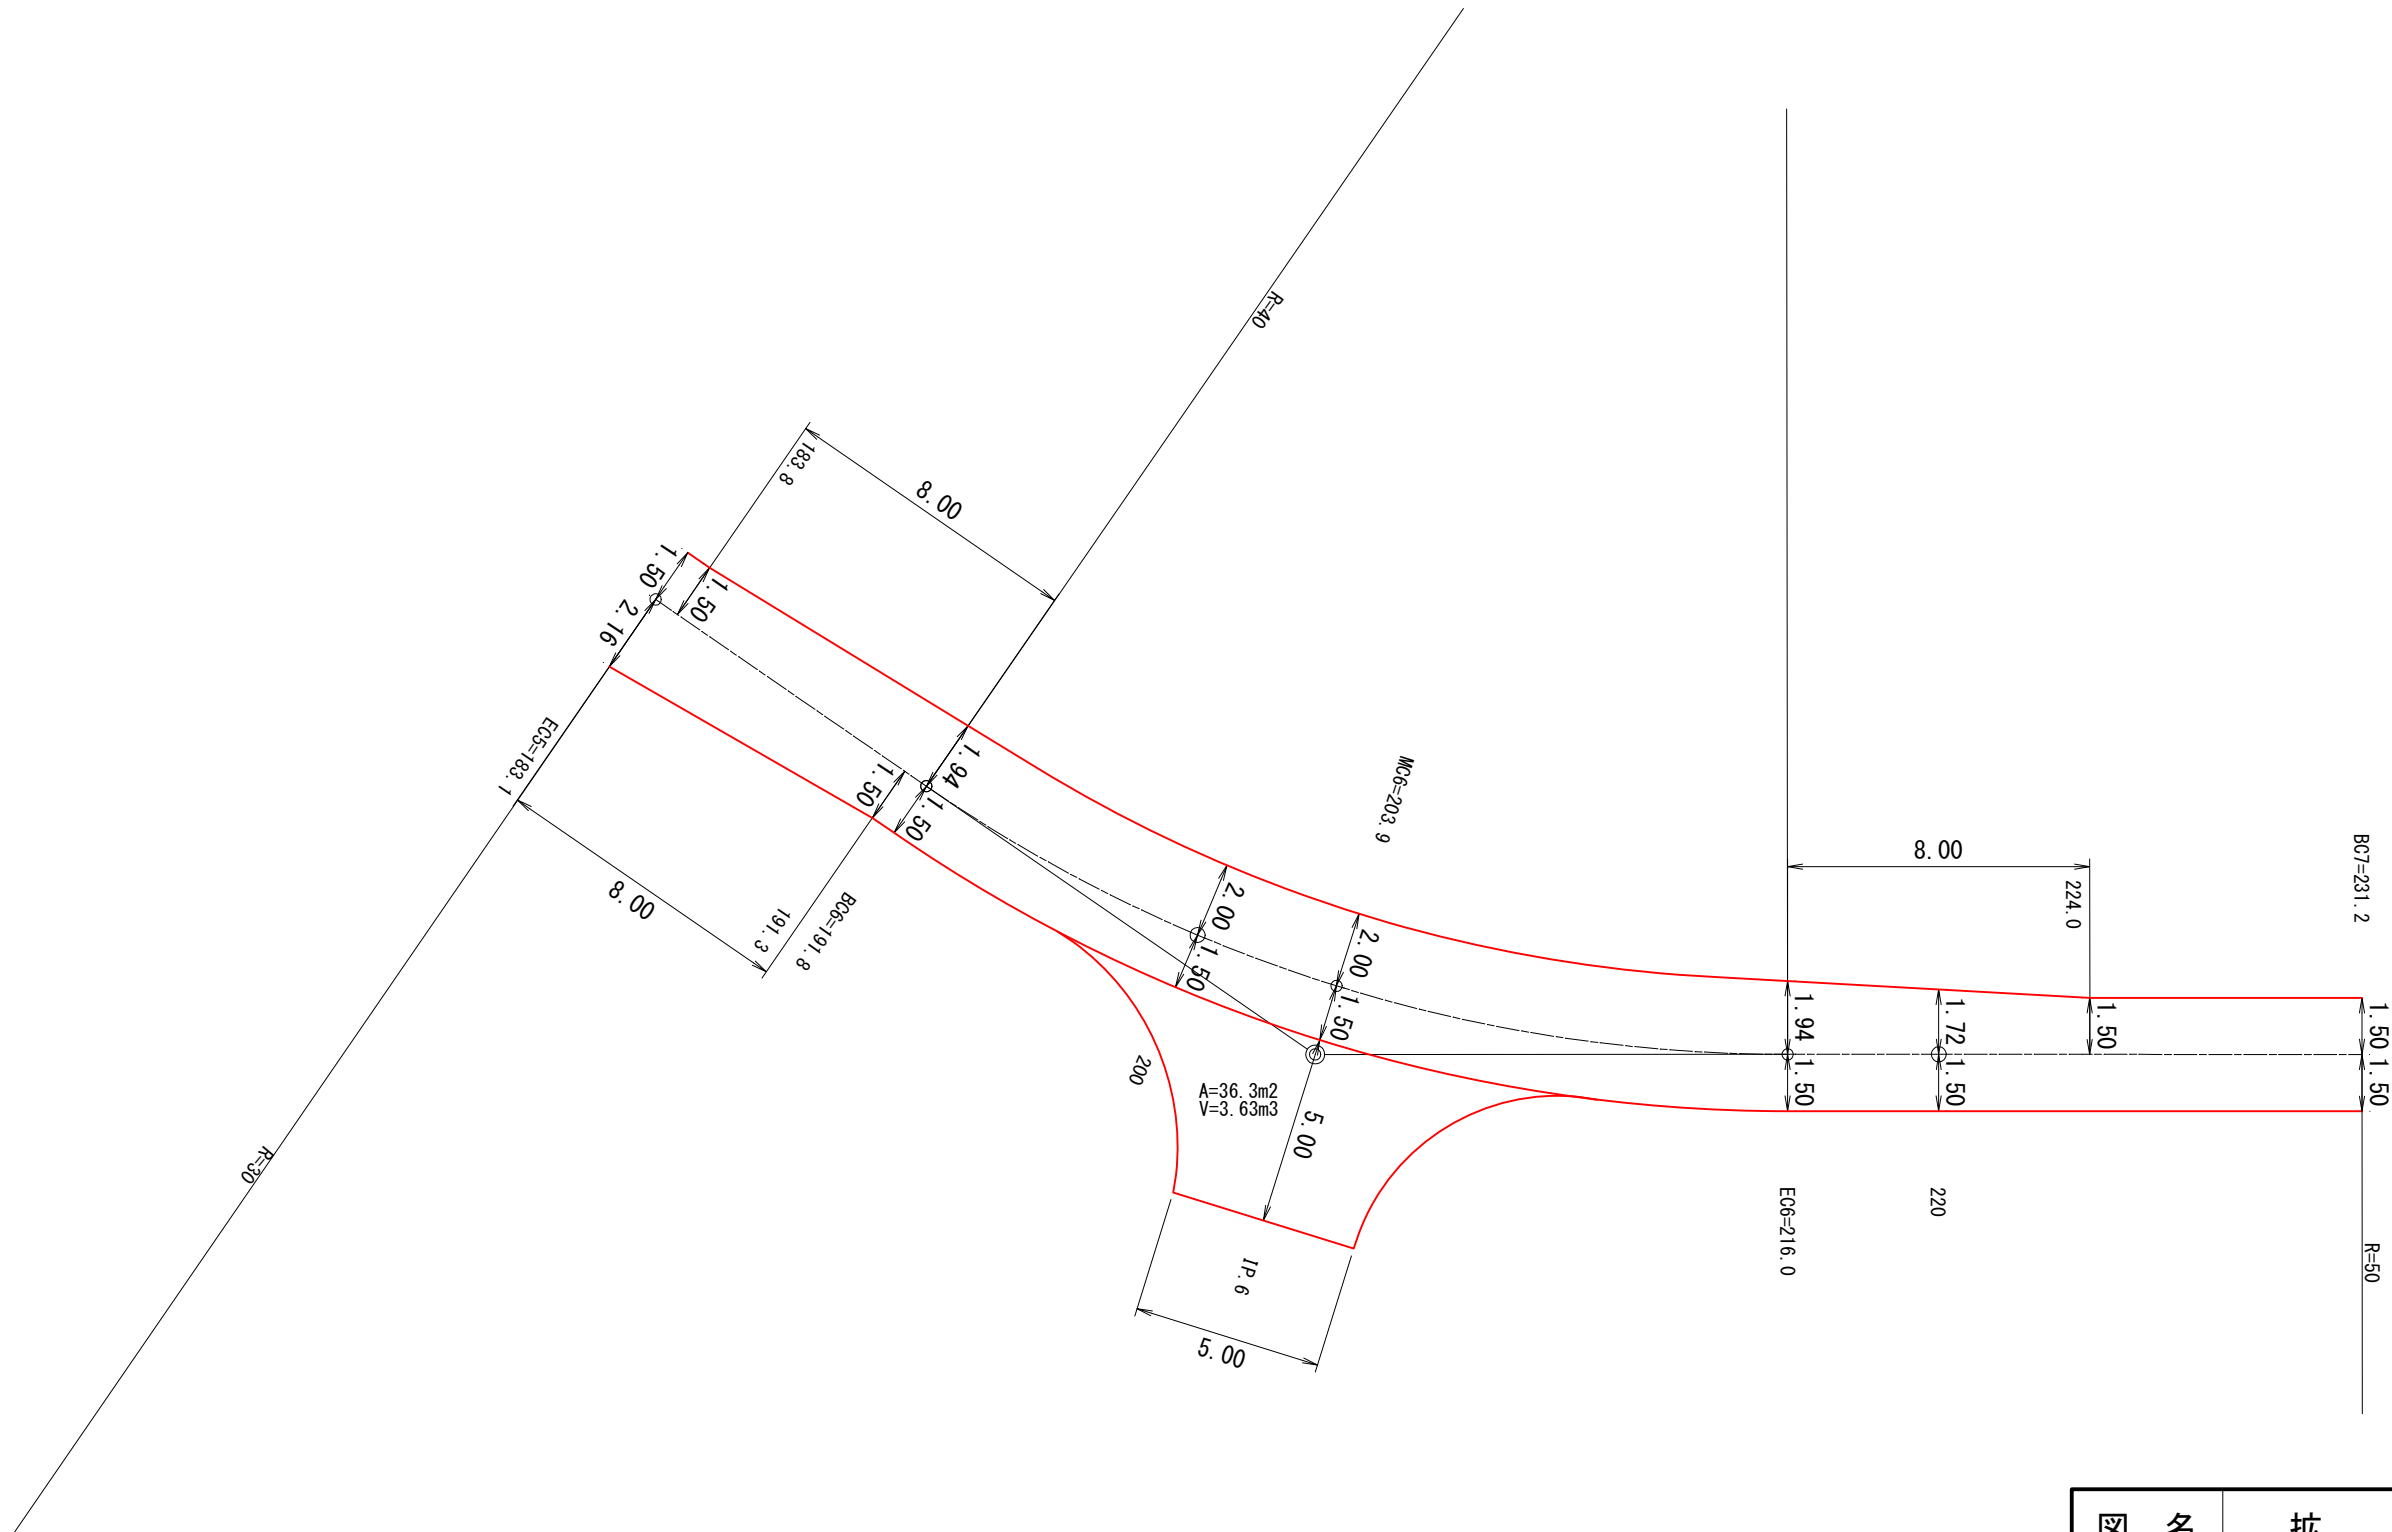 R=40
183.8
8.00
1.50
1.50
2.16
EC5=183.1
1.94
1.50
1.50
8.00
191.3
BC6=191.8
R=30
MC6=203.9
2.00
1.50
2.00
1.50
200
A=36.3m2
V=3.63m3
5.00
IP.6
5.00
8.00
224.0
BC7=231.2
1.94
1.50
1.72
1.50
1.50
1.50
1.50
EC6=216.0
220
R=50
図 名
拡